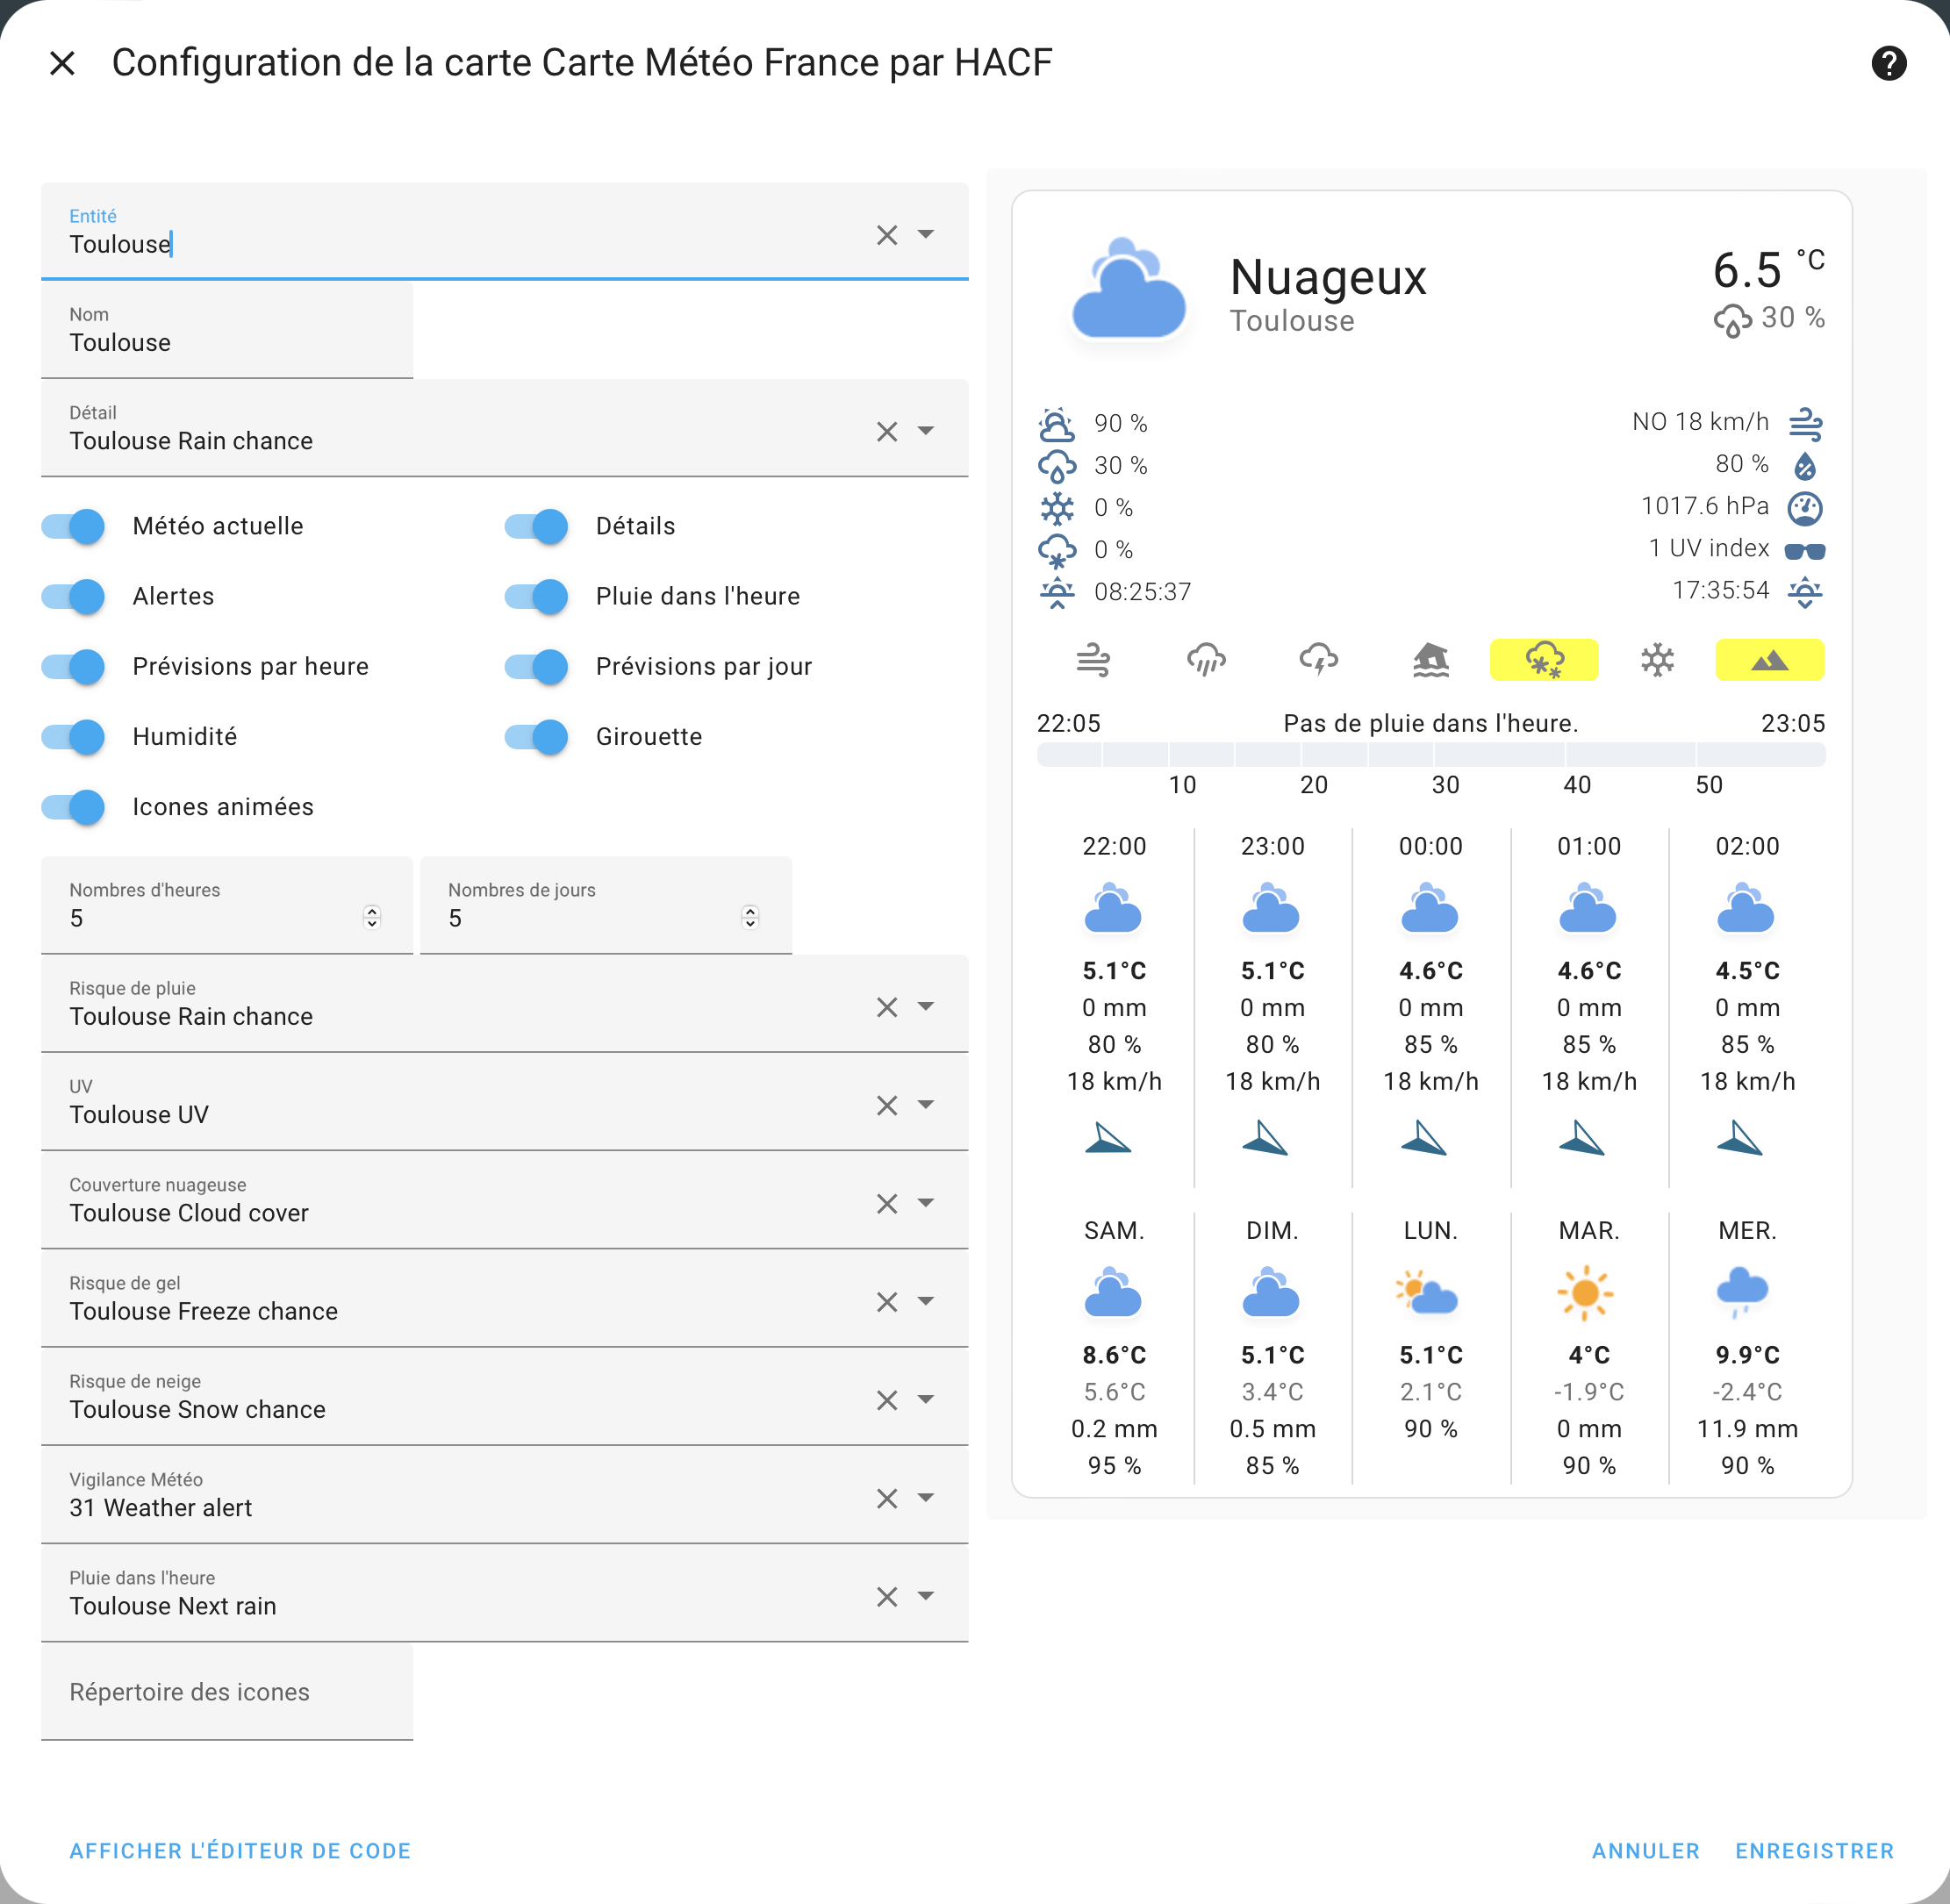 Configuration de la carte Carte Météo France par HACF
Entité
Toulouse
Nom
Toulouse
Détail
Toulouse Rain chance
Météo actuelle
Détails
Alertes
Pluie dans l'heure
Prévisions par heure
Prévisions par jour
Humidité
Girouette
Icones animées
Nombres d'heures
5
Nombres de jours
5
Risque de pluie
Toulouse Rain chance
UV
Toulouse UV
Couverture nuageuse
Toulouse Cloud cover
Risque de gel
Toulouse Freeze chance
Risque de neige
Toulouse Snow chance
Vigilance Météo
31 Weather alert
Pluie dans l'heure
Toulouse Next rain
Répertoire des icones
Nuageux
Toulouse
6.5 °C
30 %
90 %
NO 18 km/h
30 %
80 %
0 %
1017.6 hPa
0 %
1 UV index
08:25:37
17:35:54
22:05 Pas de pluie dans l'heure. 23:05
10 20 30 40 50
22:00 23:00 00:00 01:00 02:00
5.1°C 5.1°C 4.6°C 4.6°C 4.5°C
0 mm 0 mm 0 mm 0 mm 0 mm
80 % 80 % 85 % 85 % 85 %
18 km/h 18 km/h 18 km/h 18 km/h 18 km/h
SAM. DIM. LUN. MAR. MER.
8.6°C 5.1°C 5.1°C 4°C 9.9°C
5.6°C 3.4°C 2.1°C -1.9°C -2.4°C
0.2 mm 0.5 mm 90 % 0 mm 11.9 mm
95 % 85 % 90 % 90 %
AFFICHER L'ÉDITEUR DE CODE
ANNULER
ENREGISTRER